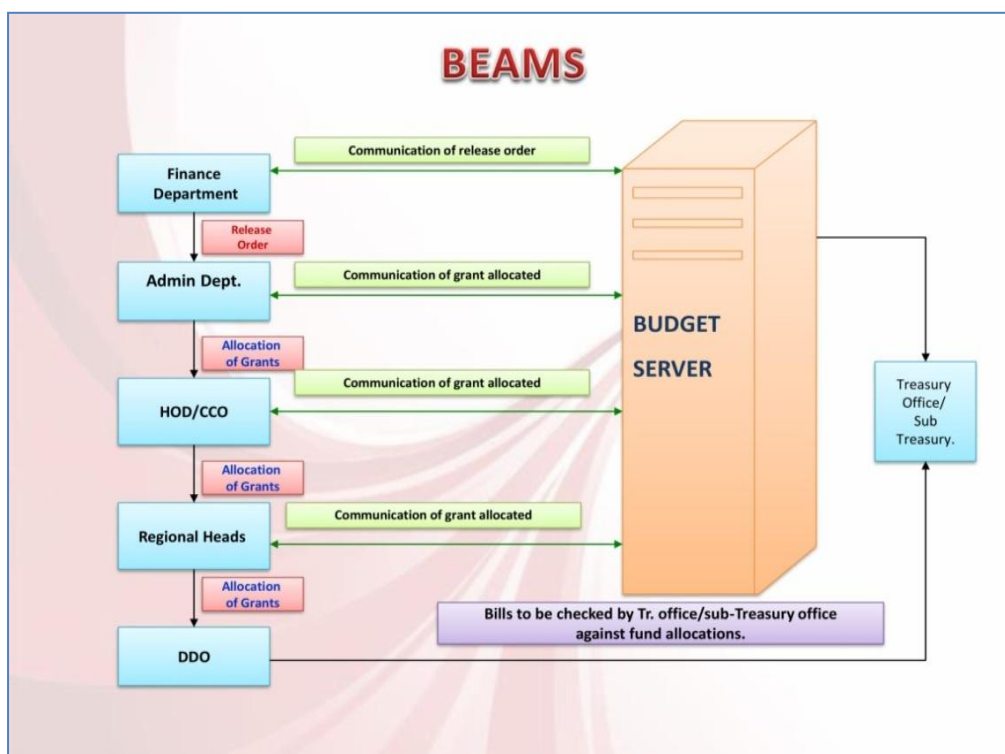 BEAMS
Communication of release order
Finance
Department
Release
Order
Admin Dept.
Communication of grant allocated
BUDGET
SERVER
Allocation
of Grants
Communication of grant allocated
HOD/CCO
Treasury
Office/
Sub
Treasury.
Allocation
of Grants
Communication of grant allocated
Regional Heads
Allocation
of Grants
Bills to be checked by Tr. office/sub-Treasury office
against fund allocations.
DDO